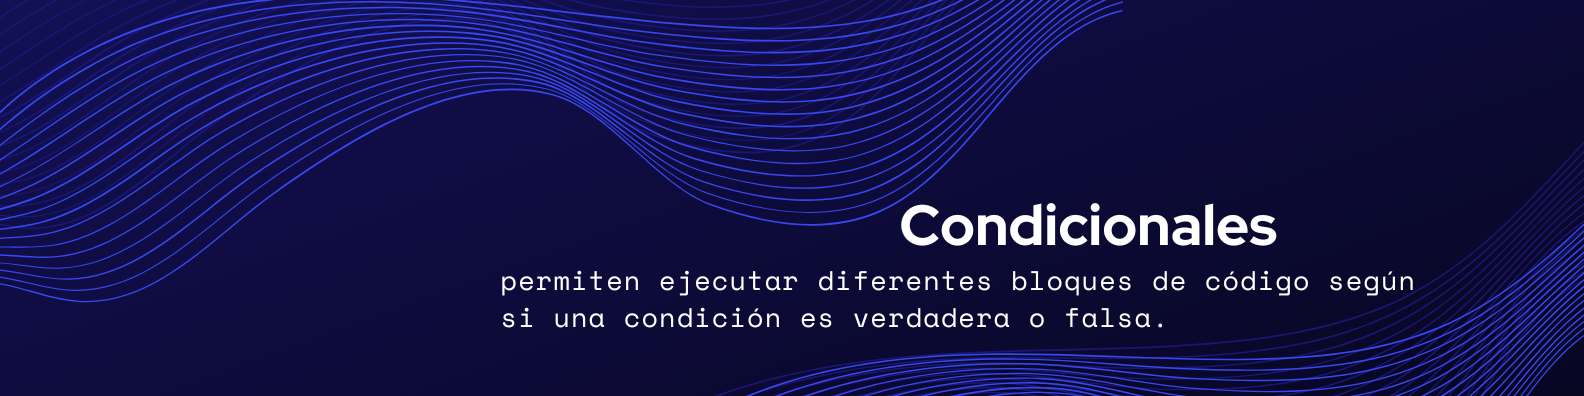 Condicionales
permiten ejecutar diferentes bloques de código según
si una condición es verdadera o falsa.